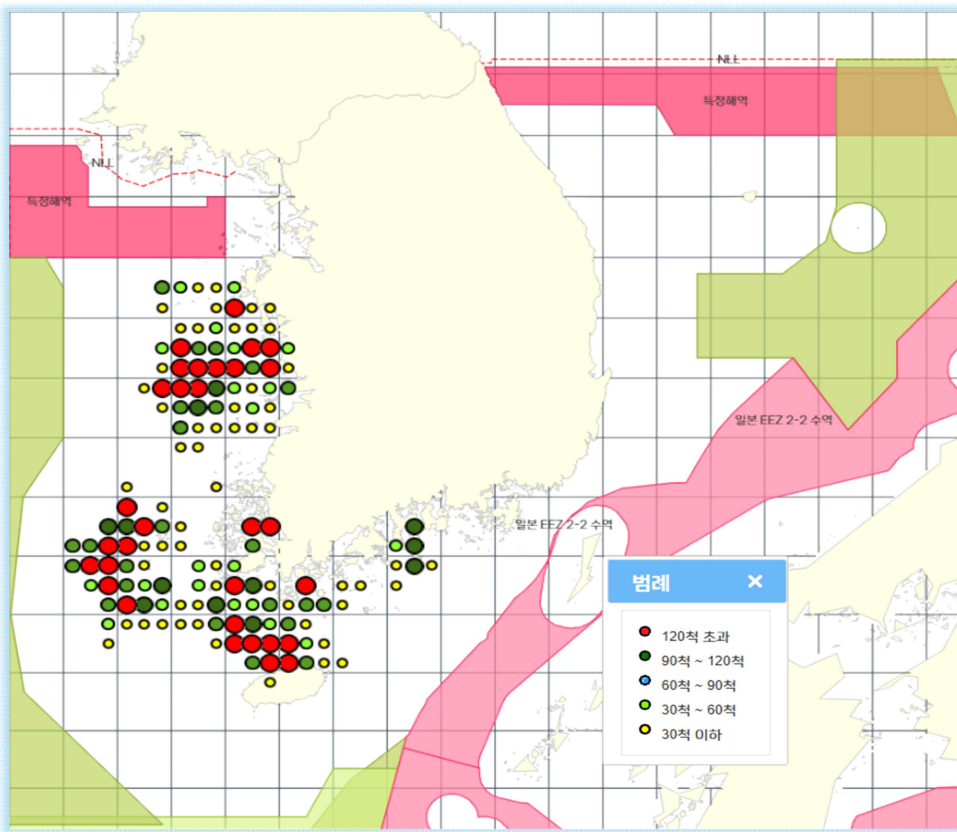 NLL
특정해역
NLL
특정해역
일본 EEZ 2-2 수역
일본 EEZ 2-2 수역
범례 ×
120척 초과
90척 ~ 120척
60척 ~ 90척
30척 ~ 60척
30척 이하